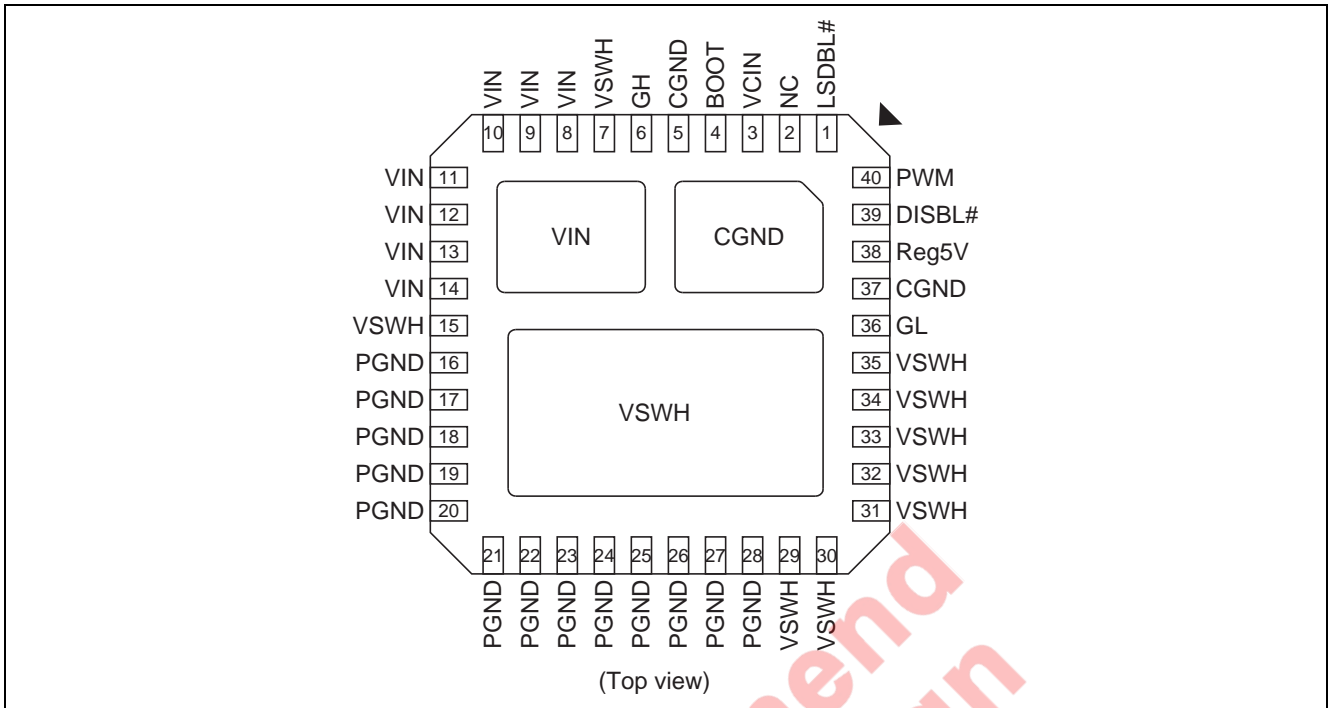 VIN VIN VIN VSWH GH CGND BOOT VCIN NC LSDBL#
10 9 8 7 6 5 4 3 2 1
VIN 11
VIN 12
VIN 13
VIN 14
VSWH 15
PGND 16
PGND 17
PGND 18
PGND 19
PGND 20
VIN
CGND
VSWH
40 PWM
39 DISBL#
38 Reg5V
37 CGND
36 GL
35 VSWH
34 VSWH
33 VSWH
32 VSWH
31 VSWH
21 22 23 24 25 26 27 28 29 30
PGND PGND PGND PGND PGND PGND PGND PGND VSWH VSWH
(Top view)